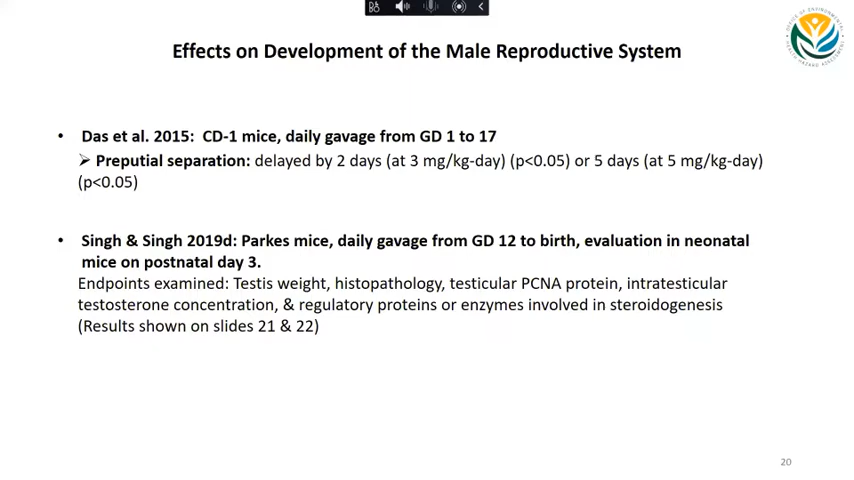 Effects on Development of the Male Reproductive System
• Das et al. 2015: CD-1 mice, daily gavage from GD 1 to 17
➢ Preputial separation: delayed by 2 days (at 3 mg/kg-day) (p<0.05) or 5 days (at 5 mg/kg-day)
(p<0.05)
• Singh & Singh 2019d: Parkes mice, daily gavage from GD 12 to birth, evaluation in neonatal
mice on postnatal day 3.
Endpoints examined: Testis weight, histopathology, testicular PCNA protein, intratesticular
testosterone concentration, & regulatory proteins or enzymes involved in steroidogenesis
(Results shown on slides 21 & 22)
20